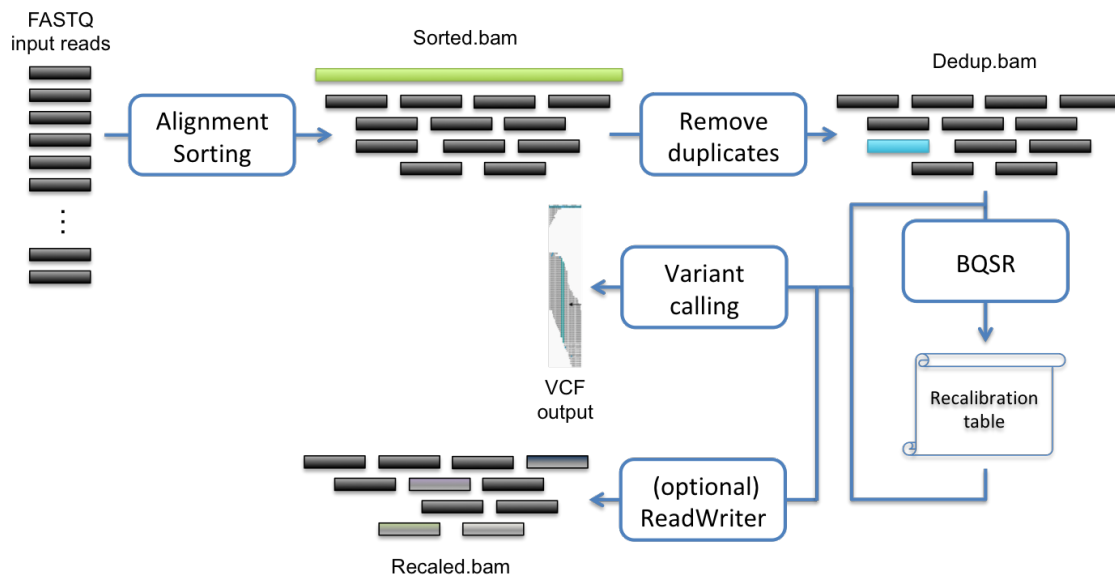 FASTQ
input reads
Sorted.bam
Dedup.bam
Alignment
Sorting
Remove
duplicates
BQSR
Variant
calling
VCF
output
Recalibration
table
(optional)
ReadWriter
Recaled.bam